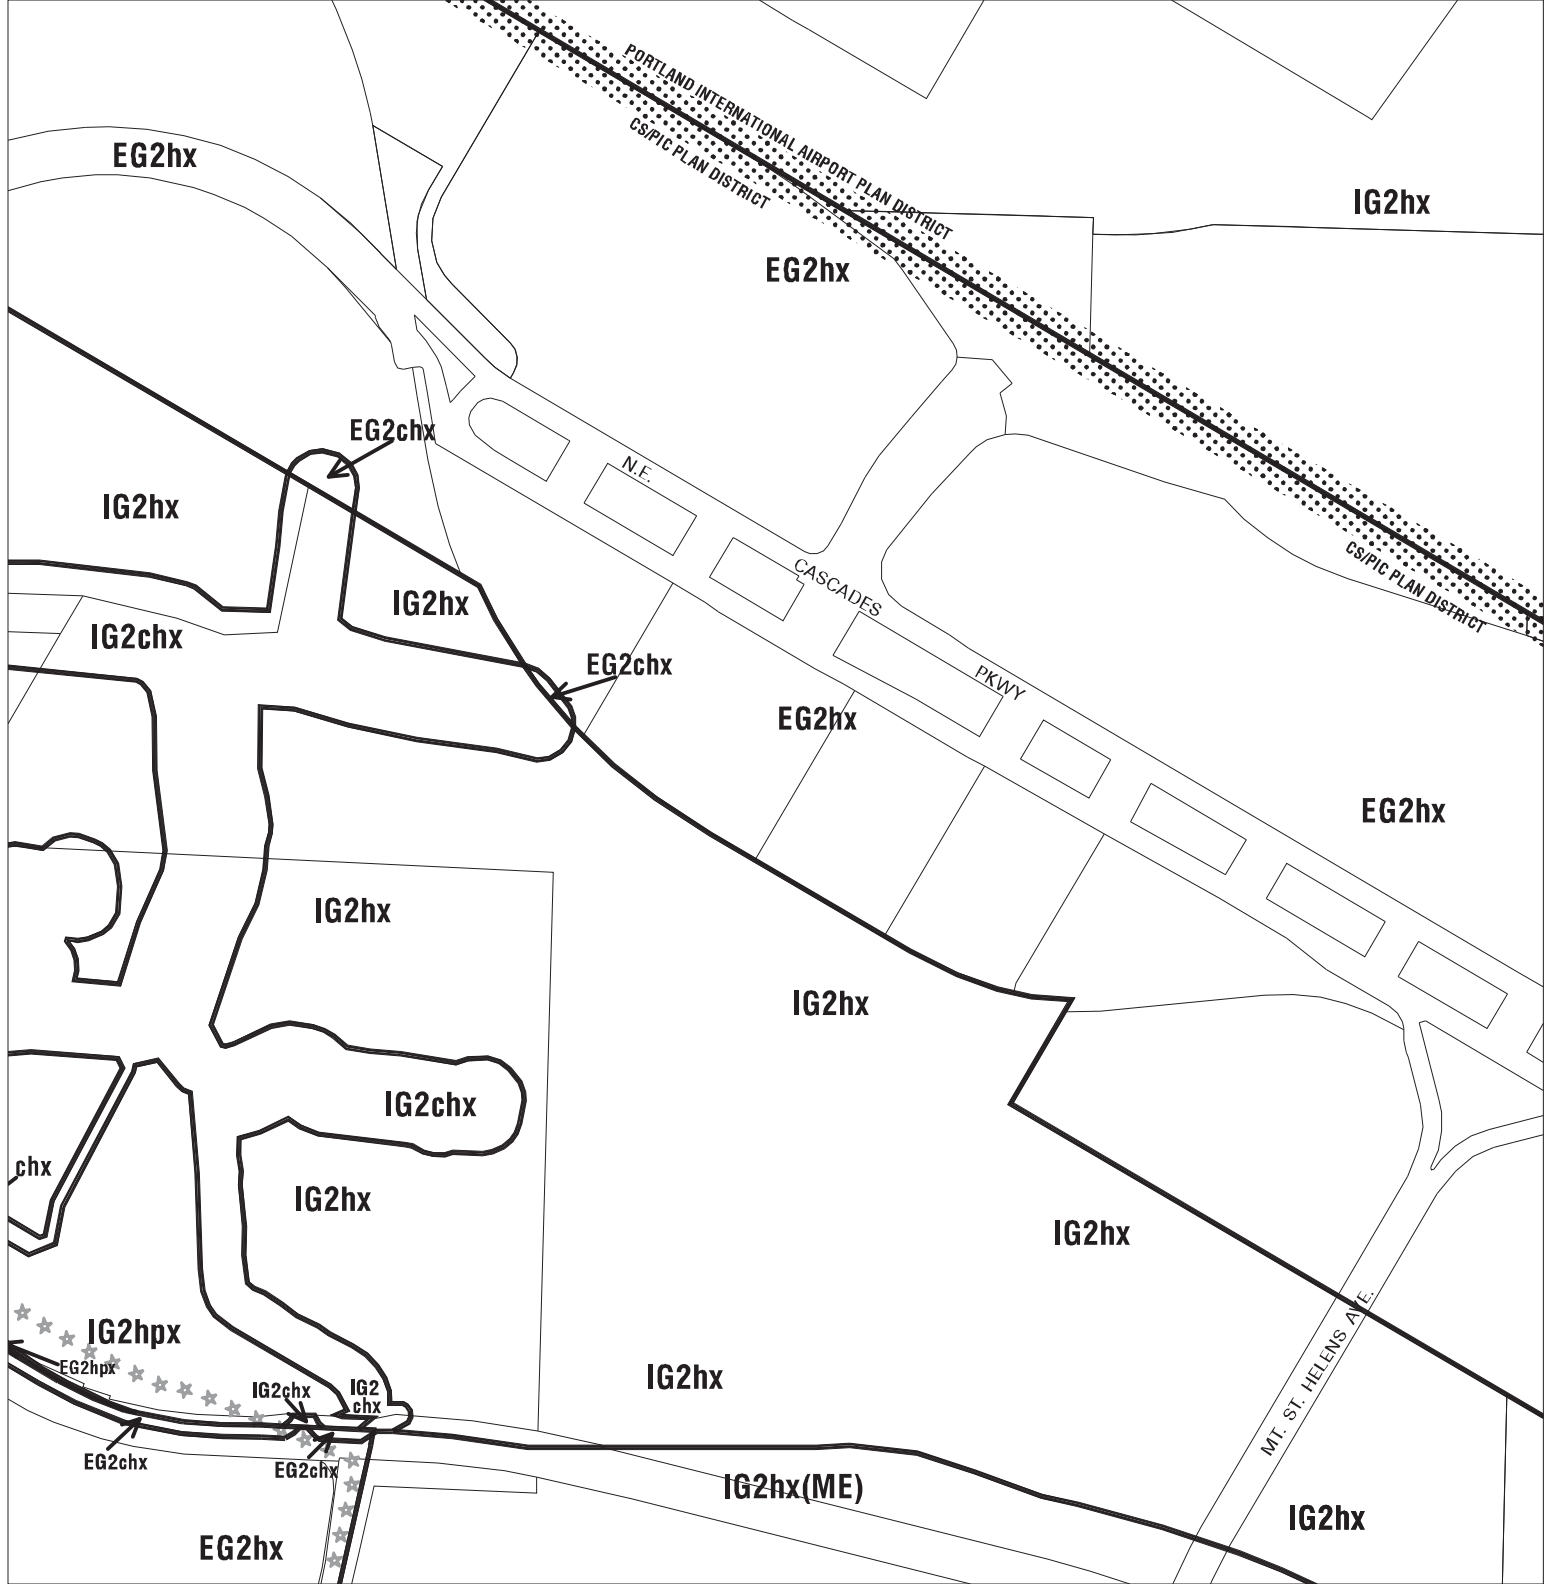 PORTLAND INTERNATIONAL AIRPORT PLAN DISTRICT
CS/PIC PLAN DISTRICT
EG2hx
IG2hx
EG2hx
EG2chx
IG2hx
N.E.
CASCADES
PKWY
CS/PIC PLAN DISTRICT
IG2hx
IG2chx
EG2chx
EG2hx
EG2hx
IG2hx
IG2hx
IG2chx
chx
IG2hx
IG2hx
MT. ST. HELENS AVE.
IG2hpx
EG2hpx
IG2hx
IG2chx
IG2
chx
EG2chx
EG2chx
IG2hx(ME)
IG2hx
EG2hx